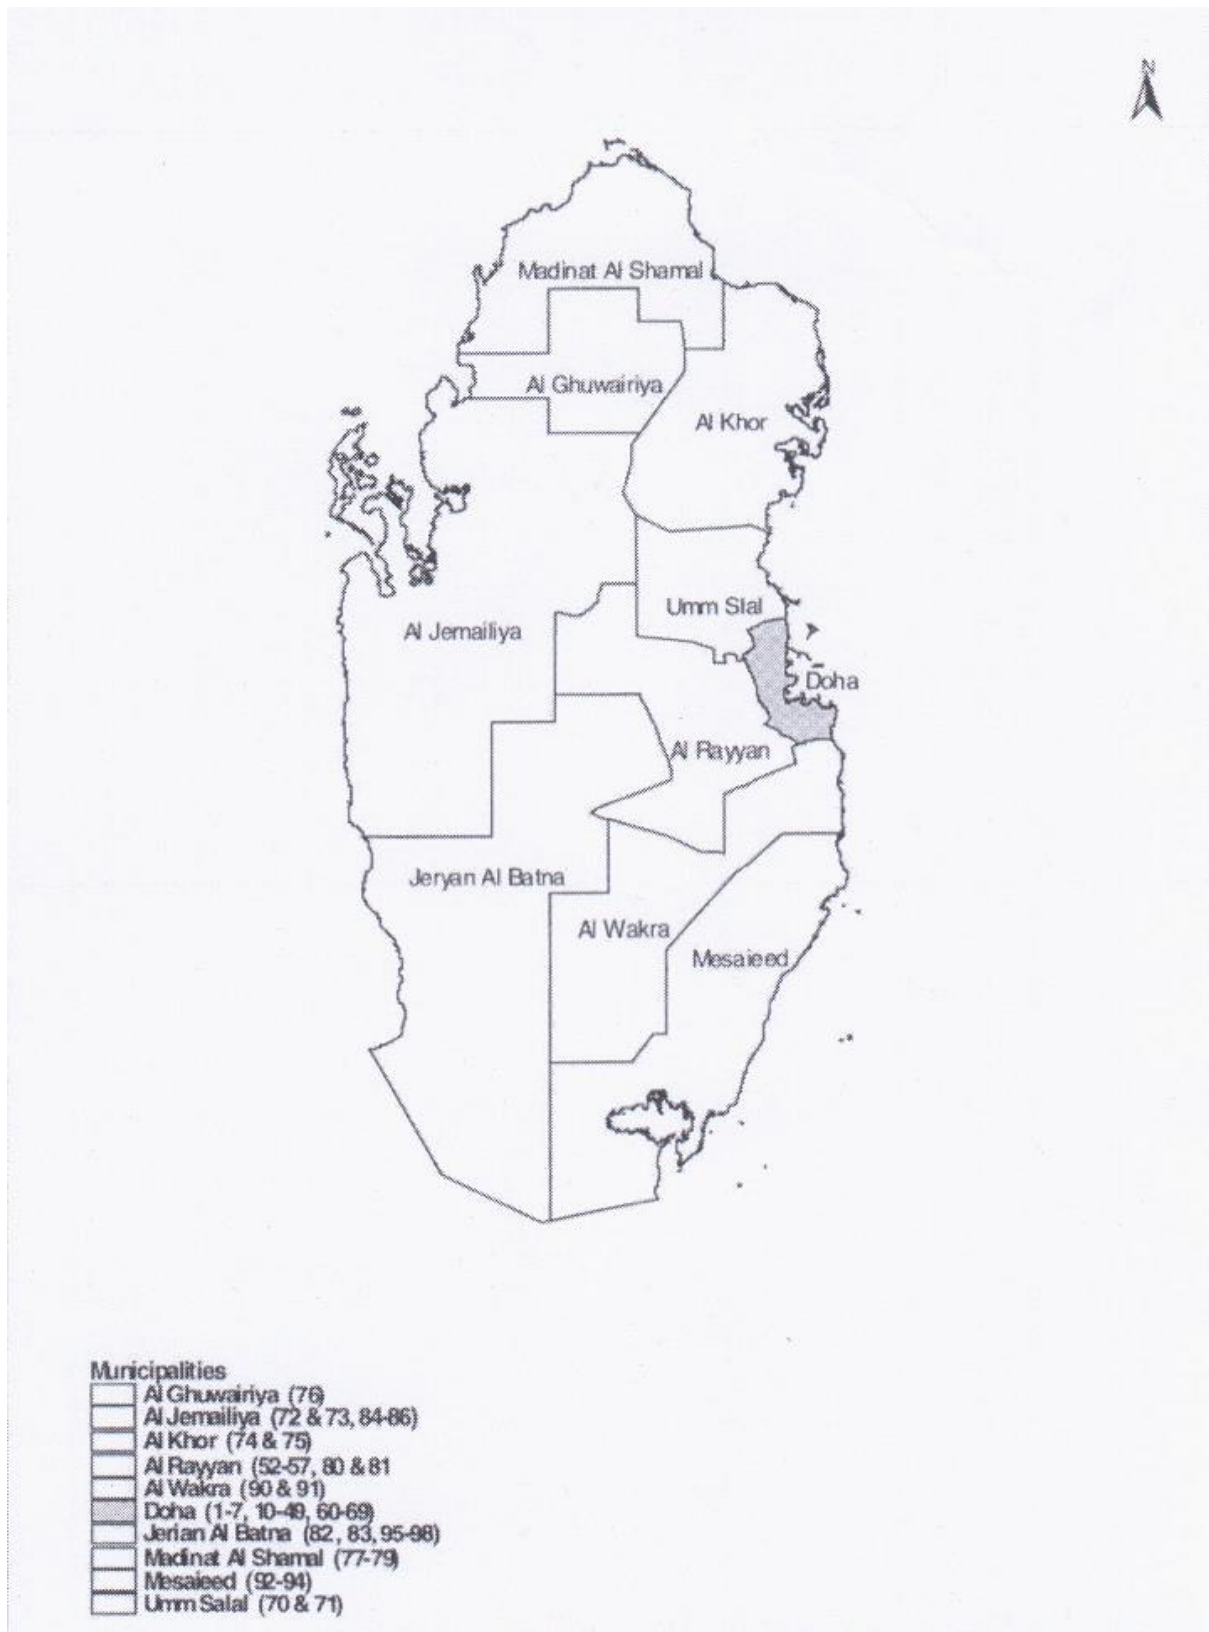 N
Madinat Al Shamal
Al Ghuwairiya
Al Khor
Umm Slal
Al Jemailiya
Doha
Al Rayyan
Jeryan Al Batna
Al Wakra
Mesaieed
Municipalities
Al Ghuwairiya (76)
Al Jemailiya (72 & 73, 84-86)
Al Khor (74 & 75)
Al Rayyan (52-57, 80 & 81
Al Wakra (90 & 91)
Doha (1-7, 10-49, 60-69)
Jerian Al Batna (82, 83, 95-98)
Madinat Al Shamal (77-79)
Mesaieed (92-94)
Umm Salal (70 & 71)